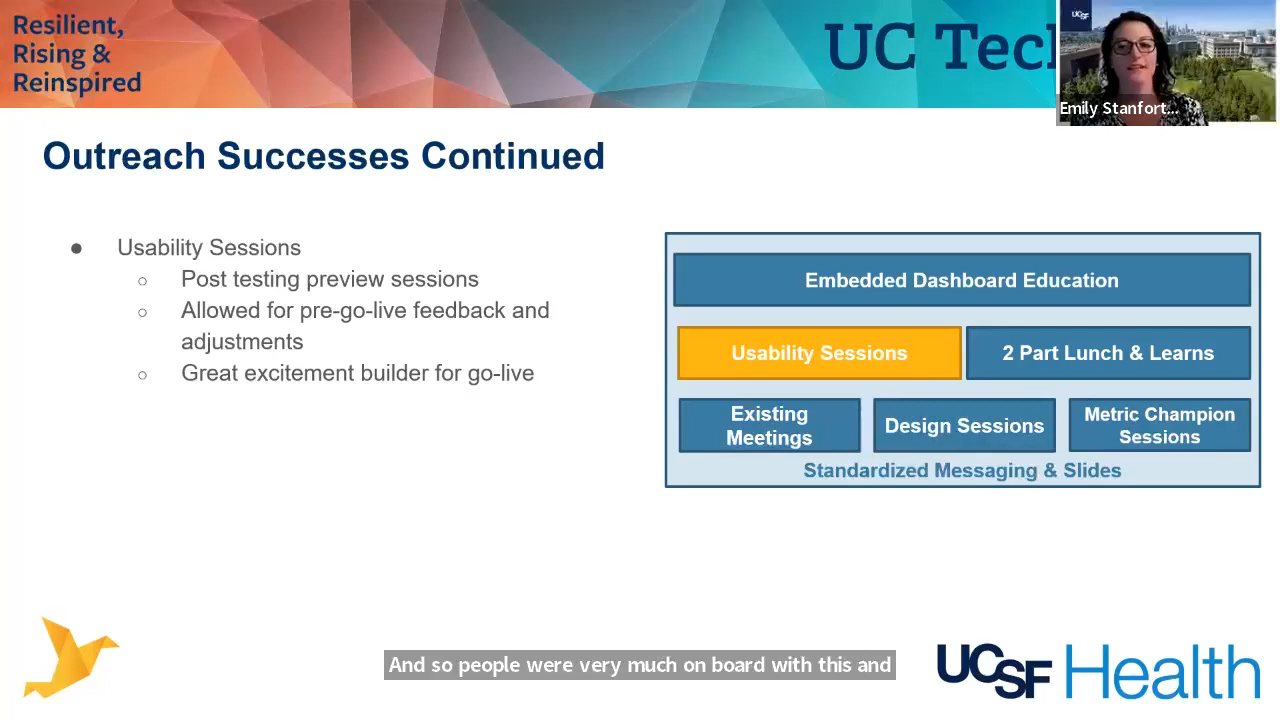 Resilient,
Rising &
Reinspired
UC Tec
UCSF
Emily Stanfort...
Outreach Successes Continued
● Usability Sessions
○ Post testing preview sessions
○ Allowed for pre-go-live feedback and
adjustments
○ Great excitement builder for go-live
Embedded Dashboard Education
Usability Sessions
2 Part Lunch & Learns
Existing
Meetings
Design Sessions
Metric Champion
Sessions
Standardized Messaging & Slides
And so people were very much on board with this and
UCSF Health